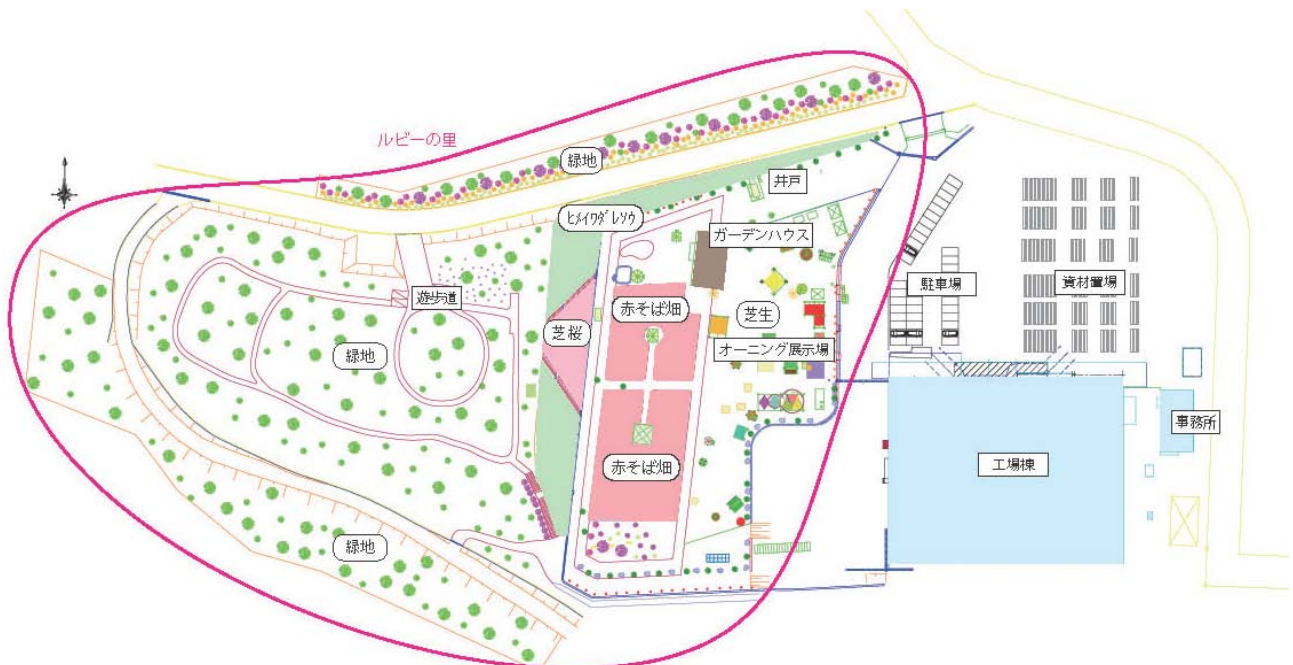 ルビーの里
緑地
井戸
ヒメイワダレソウ
ガーデンハウス
駐車場
資材置場
遊歩道
赤そば畑
芝生
芝桜
緑地
オーニング展示場
事務所
赤そば畑
工場棟
緑地